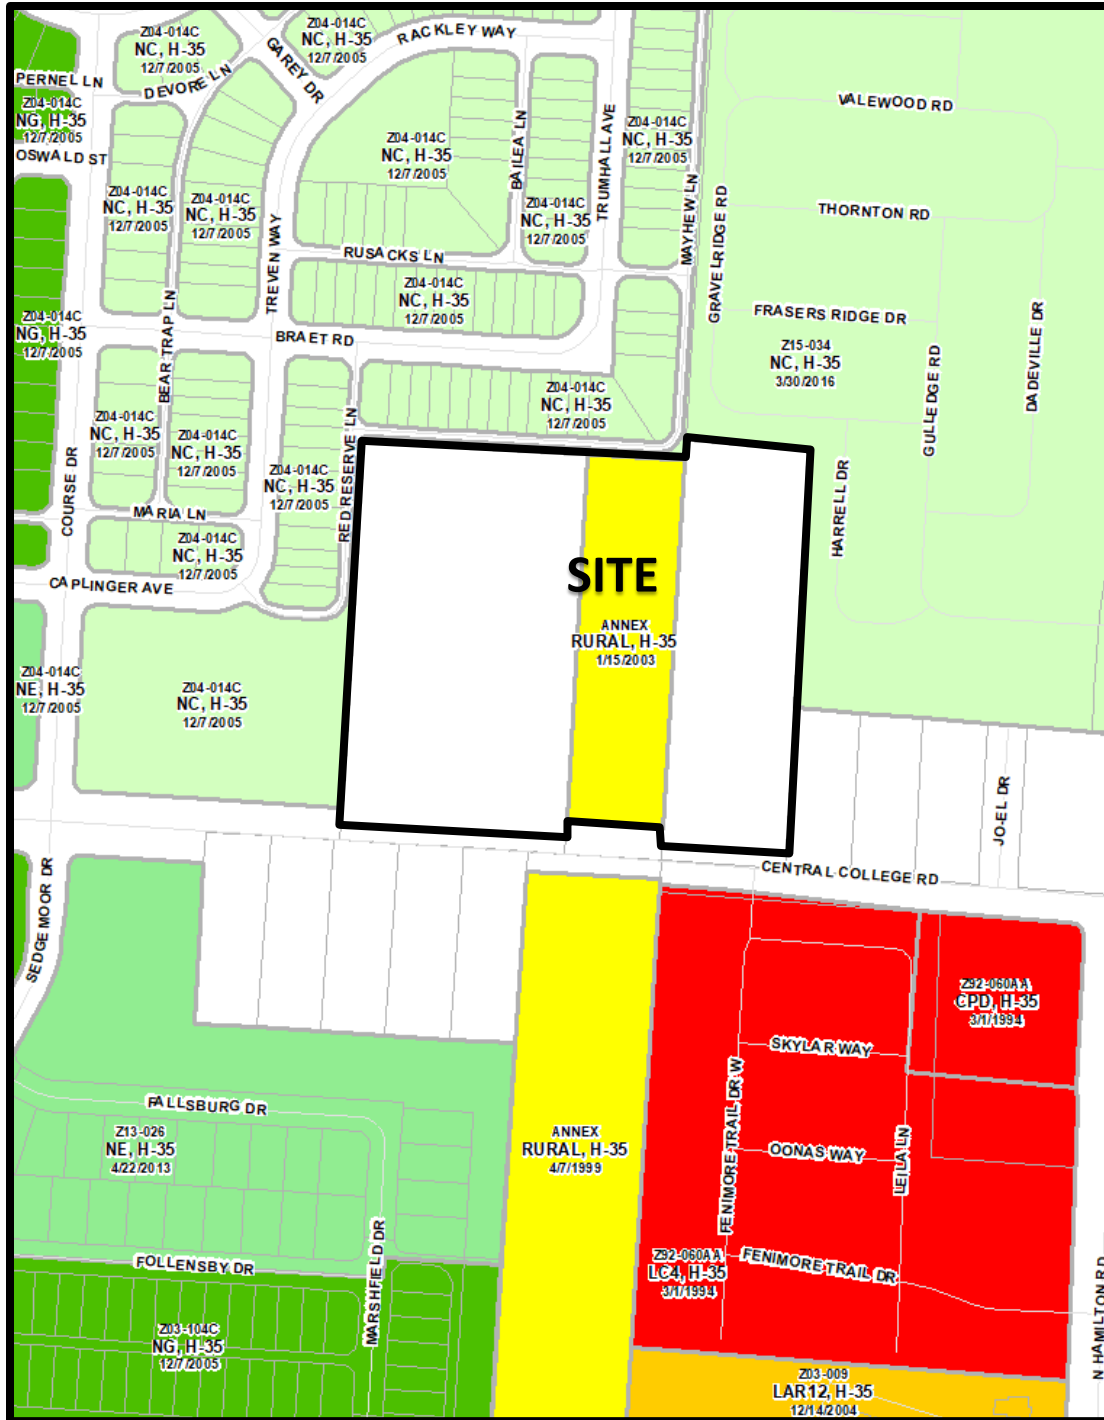 Z04-014C
NC, H-35
12/7/2005
Z04-014C
NC, H-35
12/7/2005
RACKLEY WAY
GAREY DR
PERNEL LN
DEVORE LN
Z04-014C
NG, H-35
12/7/2005
OSWALD ST
VALEWOOD RD
BAILEA LN
TRUMHALL AVE
Z04-014C
NC, H-35
12/7/2005
Z04-014C
NC, H-35
12/7/2005
MAYHEW LN
GRAVELRIDGE RD
Z04-014C
NC, H-35
12/7/2005
Z04-014C
NC, H-35
12/7/2005
Z04-014C
NC, H-35
12/7/2005
THORNTON RD
TREVEN WAY
RUSACKS LN
Z04-014C
NC, H-35
12/7/2005
BEAR TRAP LN
Z04-014C
NG, H-35
12/7/2005
BRAET RD
FRASERS RIDGE DR
Z15-034
NC, H-35
3/30/2016
GULLEDGE RD
DADEVILLE DR
Z04-014C
NC, H-35
12/7/2005
Z04-014C
NC, H-35
12/7/2005
Z04-014C
NC, H-35
12/7/2005
Z04-014C
NC, H-35
12/7/2005
RED RESERVE LN
COURSE DR
MARIA LN
HARRELL DR
Z04-014C
NC, H-35
12/7/2005
CAPLINGER AVE
SITE
ANNEX
RURAL, H-35
1/15/2003
Z04-014C
NE, H-35
12/7/2005
Z04-014C
NC, H-35
12/7/2005
JO-EL DR
CENTRAL COLLEGE RD
SEDGEMOOR DR
Z92-060AA
CPD, H-35
3/1/1994
SKYLAR WAY
FENIMORE TRAIL DR W
FALLSBURG DR
Z13-026
NE, H-35
4/22/2013
ANNEX
RURAL, H-35
4/7/1999
OONAS WAY
LEILA LN
FOLLENSBY DR
MARSHFIELD DR
Z92-060AA
LC4, H-35
3/1/1994
FENIMORE TRAIL DR
N HAMILTON RD
Z03-104C
NG, H-35
12/7/2005
Z03-009
LAR12, H-35
12/14/2004